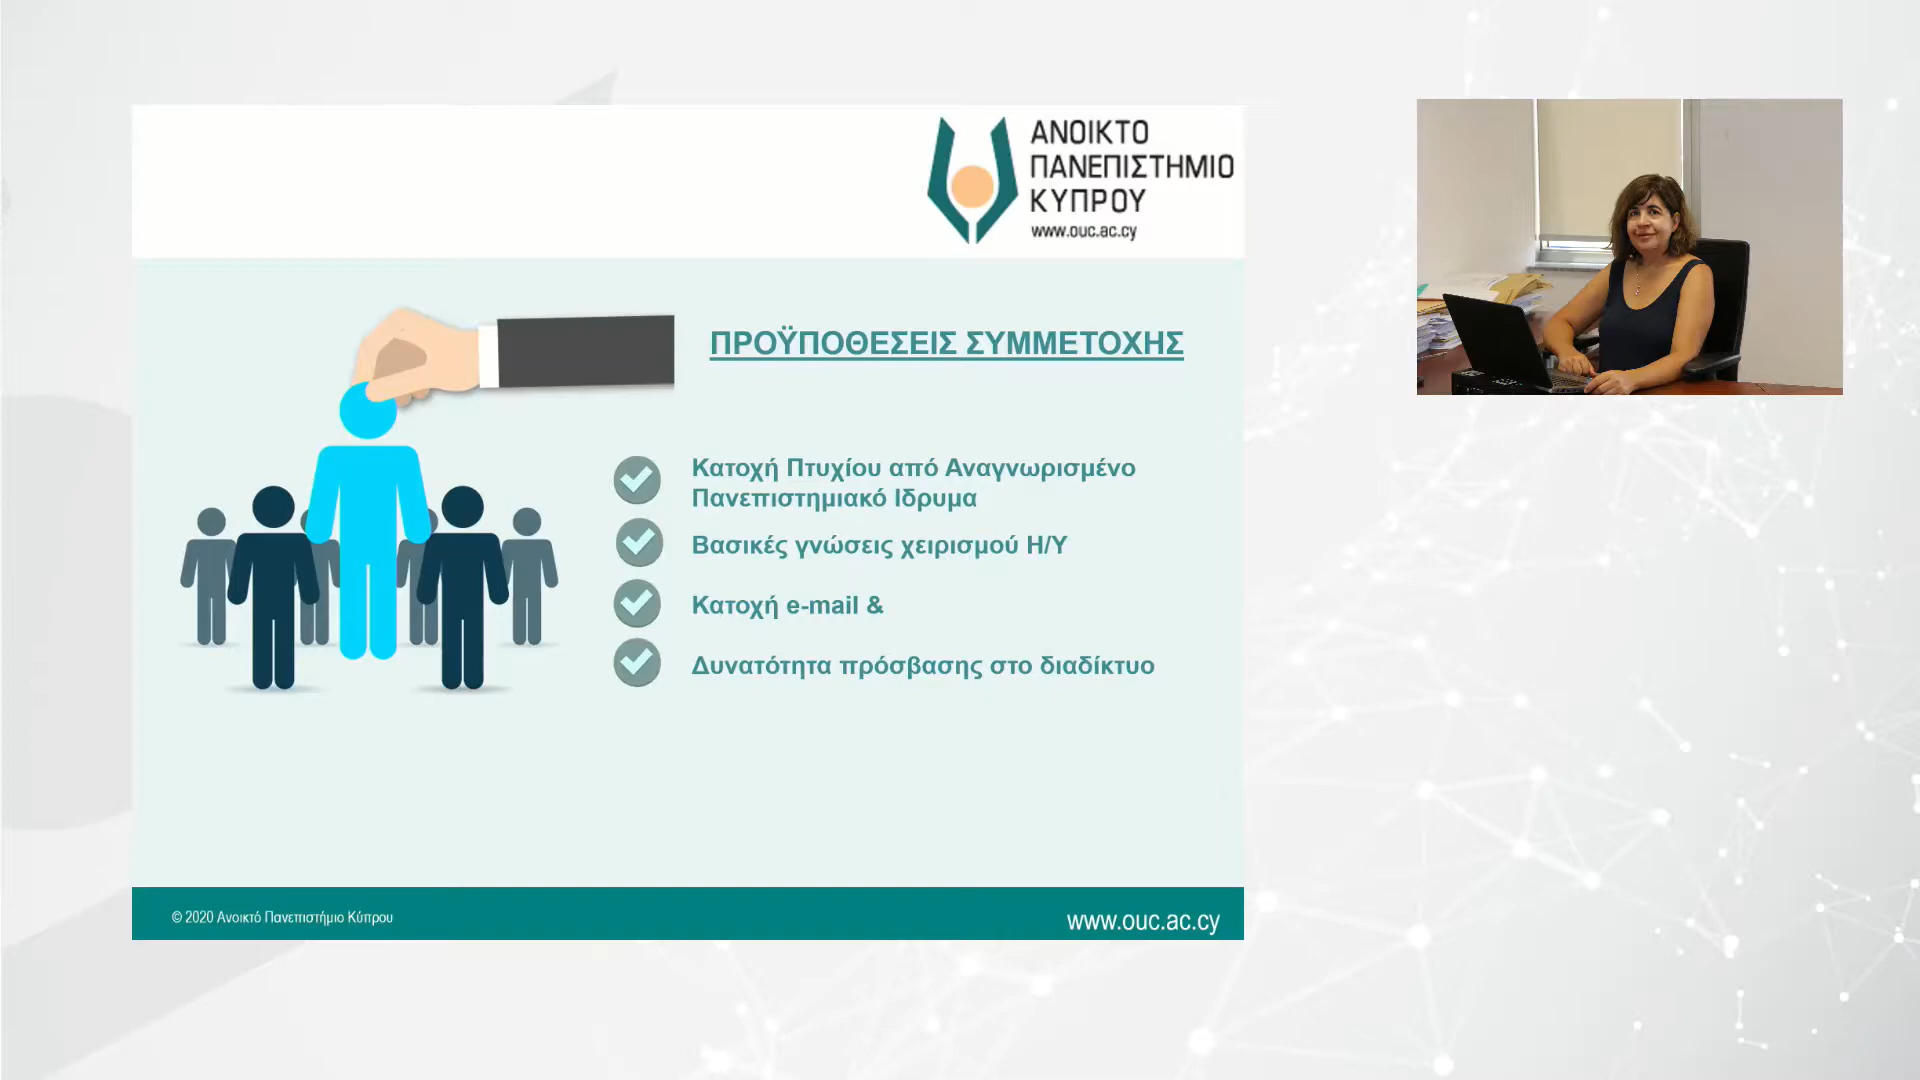 ΑΝΟΙΚΤΟ
ΠΑΝΕΠΙΣΤΗΜΙΟ
ΚΥΠΡΟΥ
www.ouc.ac.cy
ΠΡΟΫΠΟΘΕΣΕΙΣ ΣΥΜΜΕΤΟΧΗΣ
Κατοχή Πτυχίου από Αναγνωρισμένο
Πανεπιστημιακό Ιδρυμα
Βασικές γνώσεις χειρισμού Η/Υ
Κατοχή e-mail &
Δυνατότητα πρόσβασης στο διαδίκτυο
© 2020 Ανοικτό Πανεπιστήμιο Κύπρου
www.ouc.ac.cy